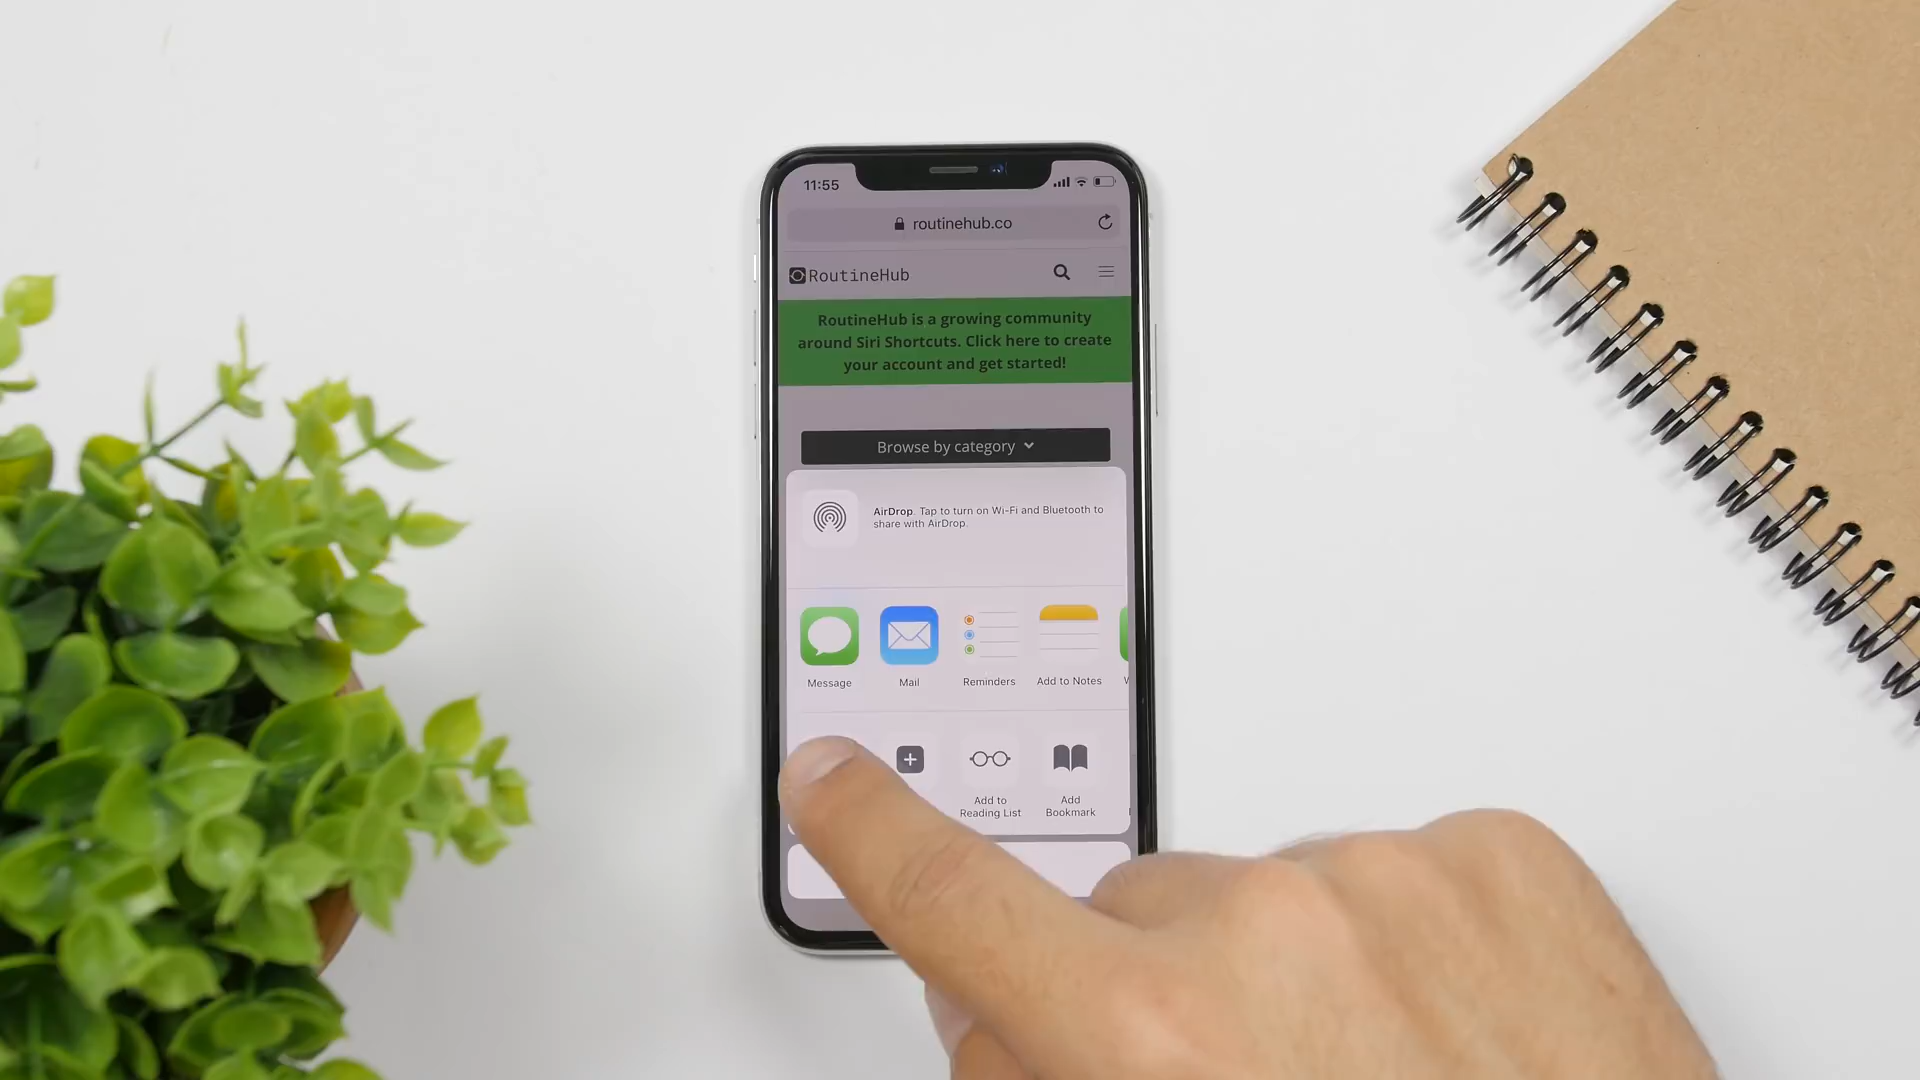 11:55
routinehub.co
RoutineHub
RoutineHub is a growing community
around Siri Shortcuts. Click here to create
your account and get started!
Browse by category
AirDrop. Tap to turn on Wi-Fi and Bluetooth to
share with AirDrop.
Message
Mail
Reminders
Add to Notes
Add to
Reading List
Add
Bookmark